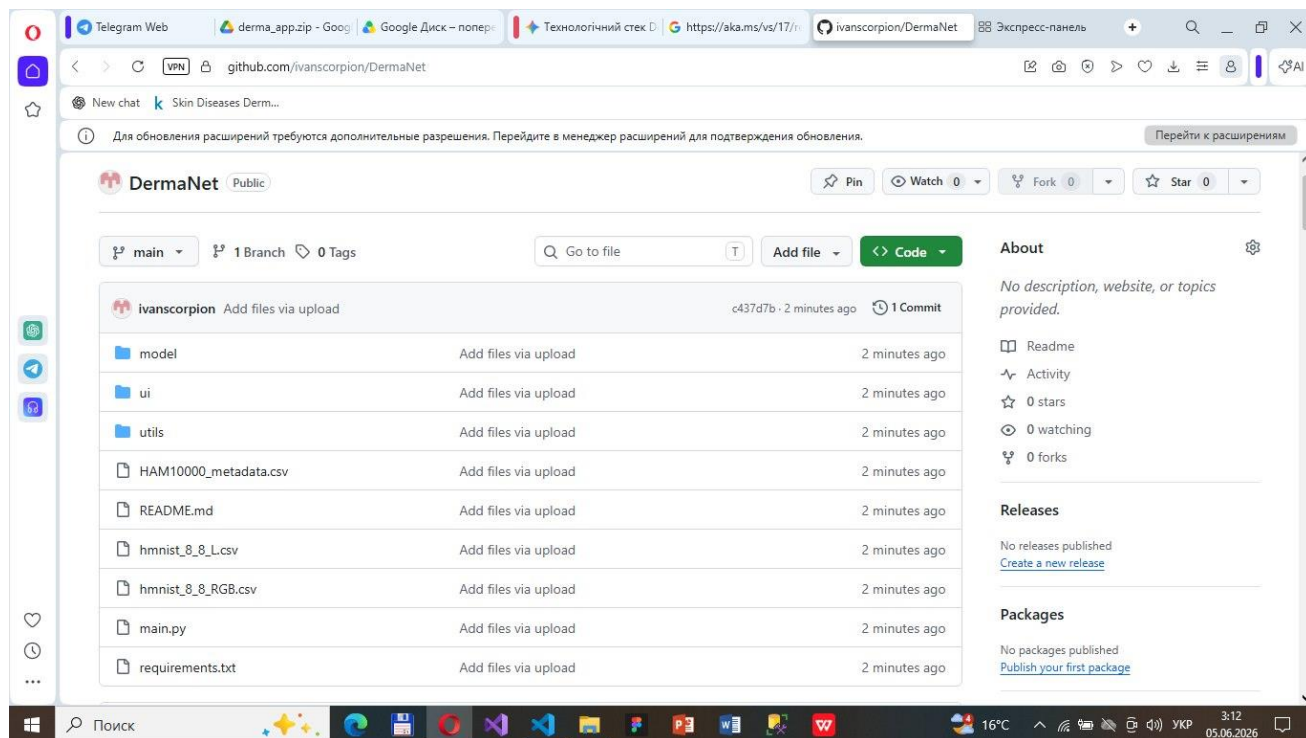 Telegram Web
derma_app.zip - Goog
Google Диск – попере
Технологічний стек D
https://aka.ms/vs/17/r
ivanscorpion/DermaNet
Экспресс-панель
VPN github.com/ivanscorpion/DermaNet
AI
New chat Skin Diseases Derm...
Для обновления расширений требуются дополнительные разрешения. Перейдите в менеджер расширений для подтверждения обновления. Перейти к расширениям
DermaNet Public
Pin Watch 0 Fork 0 Star 0
main 1 Branch 0 Tags Go to file T Add file Code
ivanscorpion Add files via upload c437d7b · 2 minutes ago 1 Commit
model Add files via upload 2 minutes ago
ui Add files via upload 2 minutes ago
utils Add files via upload 2 minutes ago
HAM10000_metadata.csv Add files via upload 2 minutes ago
README.md Add files via upload 2 minutes ago
hmnist_8_8_L.csv Add files via upload 2 minutes ago
hmnist_8_8_RGB.csv Add files via upload 2 minutes ago
main.py Add files via upload 2 minutes ago
requirements.txt Add files via upload 2 minutes ago
About
No description, website, or topics
provided.
Readme
Activity
0 stars
0 watching
0 forks
Releases
No releases published
Create a new release
Packages
No packages published
Publish your first package
Поиск
16°C
УКР
3:12
05.06.2026